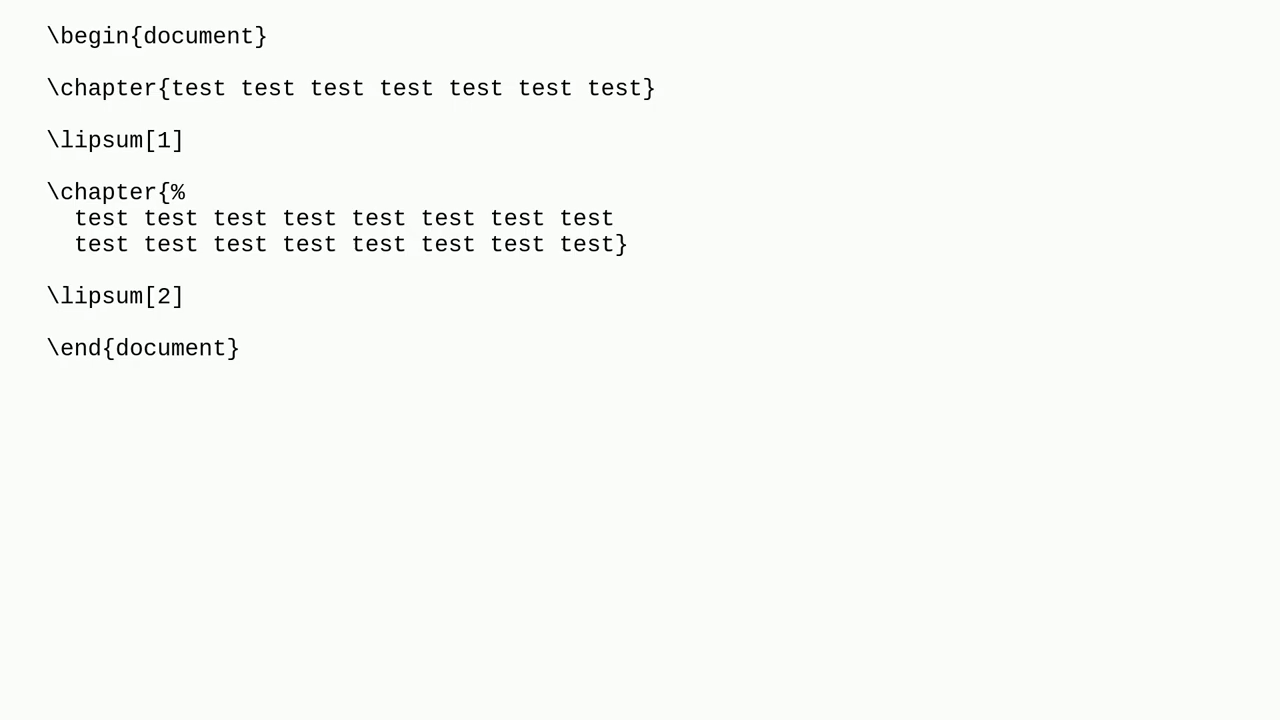 \begin{document}
\chapter{test test test test test test test}
\lipsum[1]
\chapter{%
  test test test test test test test test
  test test test test test test test test}
\lipsum[2]
\end{document}